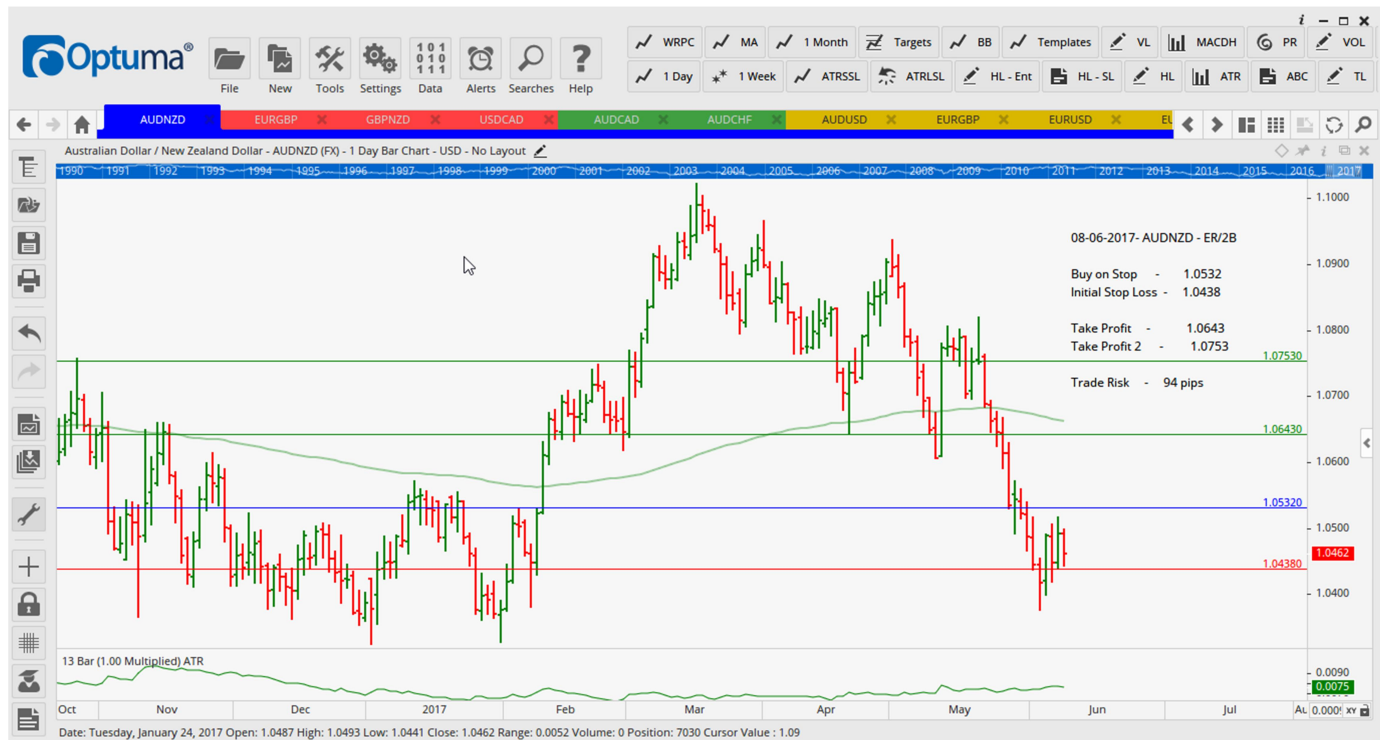 Optuma®
File New Tools Settings Data Alerts Searches Help
WRPC MA 1 Month Targets BB Templates VL MACDH PR VOL
1 Day 1 Week ATRSSL ATRLSL HL - Ent HL - SL HL ATR ABC TL
AUDNZD EURGBP GBPNZD USDCAD AUDCAD AUDCHF AUDUSD EURGBP EURUSD
Australian Dollar / New Zealand Dollar - AUDNZD (FX) - 1 Day Bar Chart - USD - No Layout
1990 1991 1992 1993 1994 1995 1996 1997 1998 1999 2000 2001 2002 2003 2004 2005 2006 2007 2008 2009 2010 2011 2012 2013 2014 2015 2016 2017
1.1000
08-06-2017- AUDNZD - ER/2B
1.0900
Buy on Stop - 1.0532
Initial Stop Loss - 1.0438
Take Profit - 1.0643
1.0800
Take Profit 2 - 1.0753
1.07530
Trade Risk - 94 pips
1.0700
1.06430
1.0600
1.05320
1.0500
1.0462
1.04380
1.0400
13 Bar (1.00 Multiplied) ATR
0.0090
0.0075
Oct Nov Dec 2017 Feb Mar Apr May Jun Jul XY
Date: Tuesday, January 24, 2017 Open: 1.0487 High: 1.0493 Low: 1.0441 Close: 1.0462 Range: 0.0052 Volume: 0 Position: 7030 Cursor Value : 1.09